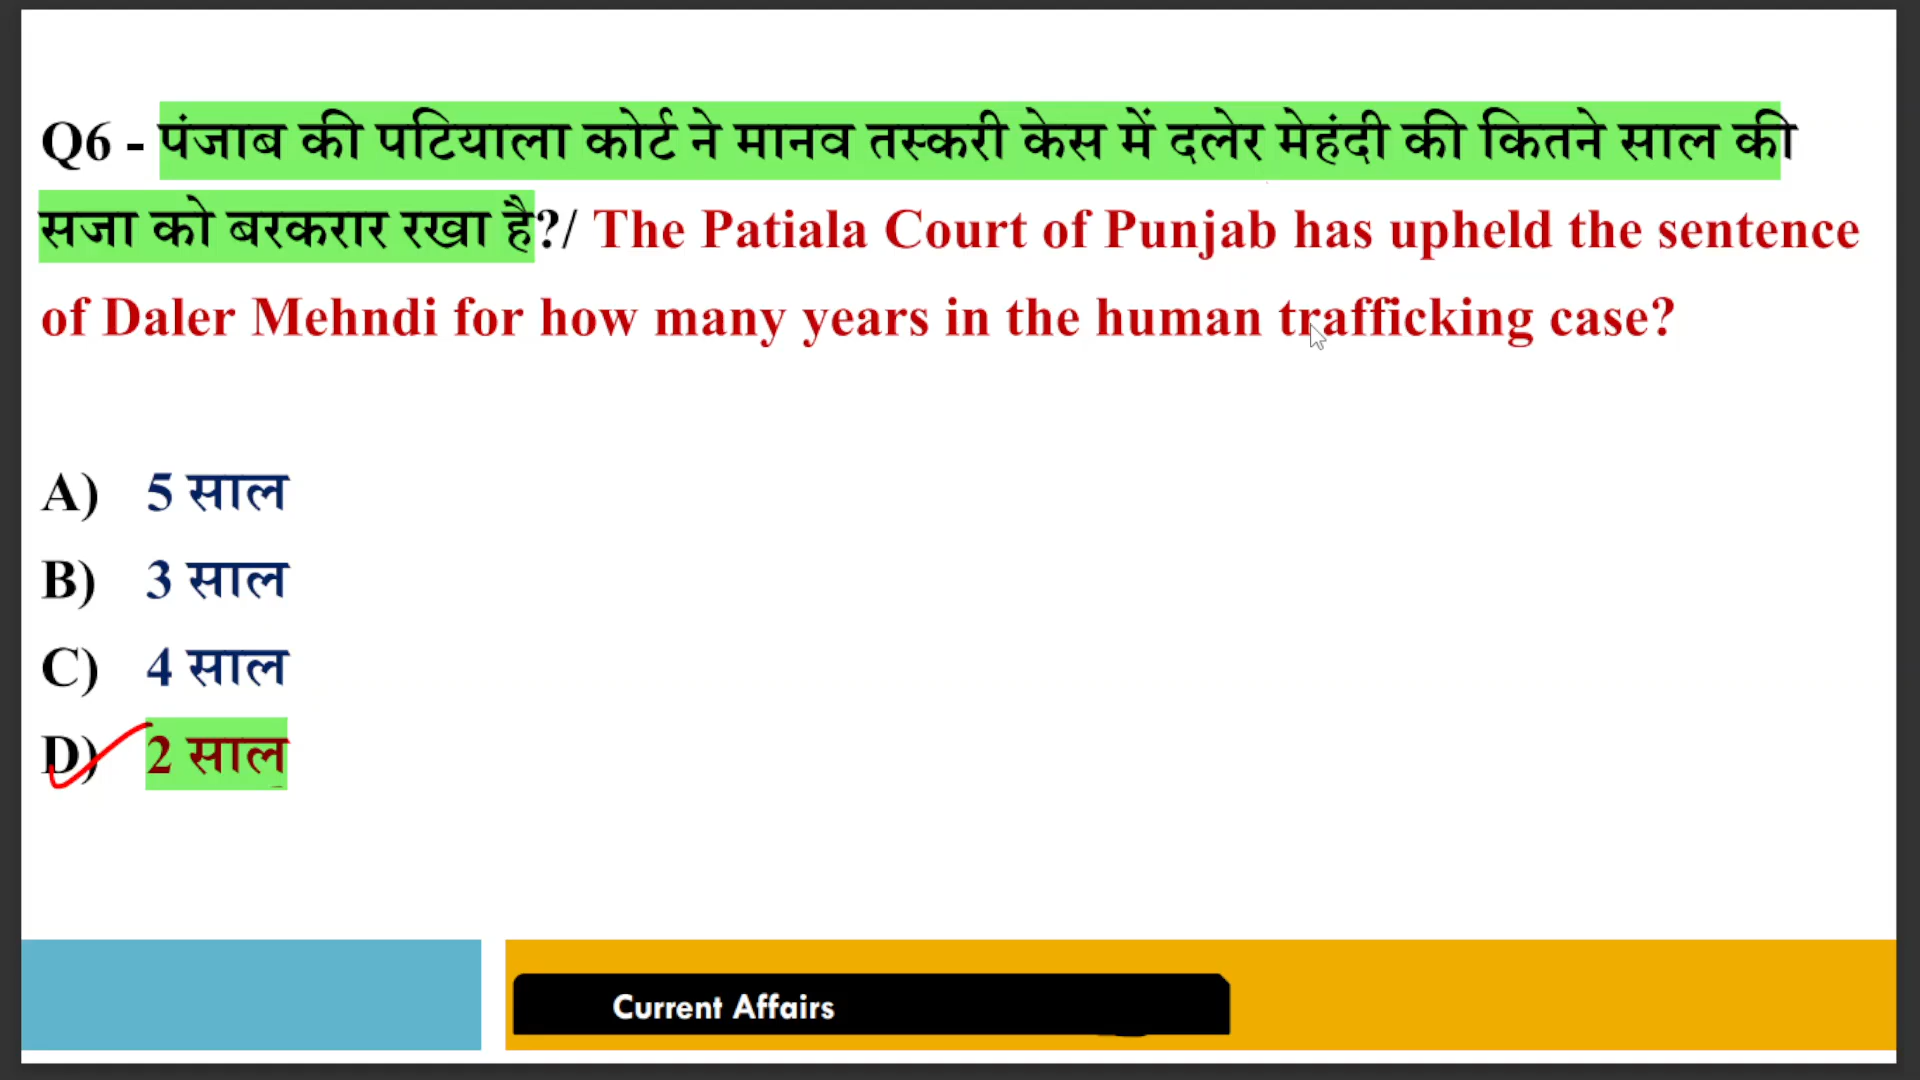 Q6 - पंजाब की पटियाला कोर्ट ने मानव तस्करी केस में दलेर मेहंदी की कितने साल की
सजा को बरकरार रखा है?/ The Patiala Court of Punjab has upheld the sentence
of Daler Mehndi for how many years in the human trafficking case?
A) 5 साल
B) 3 साल
C) 4 साल
D) 2 साल
Current Affairs